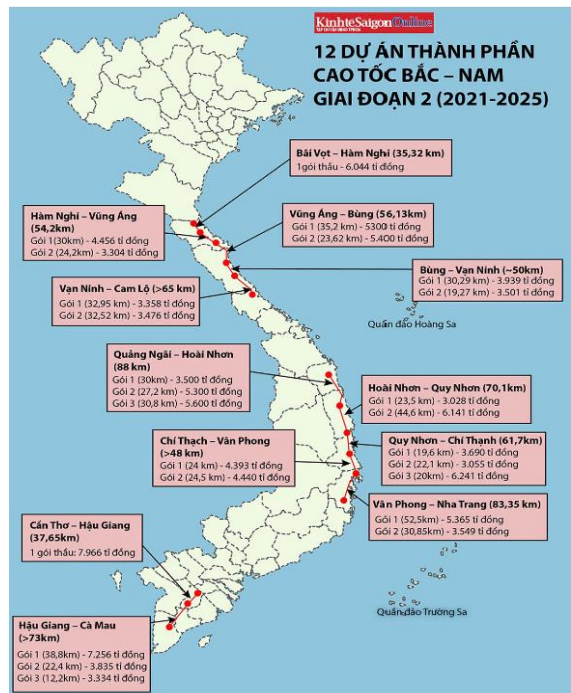 KinhteSaigon Online
12 DỰ ÁN THÀNH PHẦN
CAO TỐC BẮC – NAM
GIAI ĐOẠN 2 (2021-2025)
Bãi Vọt – Hàm Nghi (35,32 km)
1gói thầu - 6.044 tỉ đồng
Hàm Nghi – Vũng Áng
(54,2km)
Gói 1(30km) - 4.456 tỉ đồng
Gói 2 (24,2km) - 3.304 tỉ đồng
Vũng Áng – Bùng (56,13km)
Gói 1 (35,2 km) - 5300 tỉ đồng
Gói 2 (23,62 km) - 5.400 tỉ đồng
Bùng – Vạn Ninh (~50km)
Gói 1 (30,29 km) - 3.939 tỉ đồng
Gói 2 (19,27 km) - 3.501 tỉ đồng
Vạn Nính – Cam Lộ (>65 km)
Gói 1 (32,95 km) - 3.358 tỉ đồng
Gói 2 (32,52 km) - 3.476 tỉ đồng
Quần đảo Hoàng Sa
Quảng Ngãi – Hoài Nhơn
(88 km)
Gói 1 (30km) - 3.500 tỉ đồng
Gói 2 (27,2 km) - 5.300 tỉ đồng
Gói 3 (30,8 km) - 5.600 tỉ đồng
Hoài Nhơn – Quy Nhơn (70,1km)
Gói 1 (23,5 km) - 3.028 tỉ đồng
Gói 2 (44,6 km) - 6.141 tỉ đồng
Chí Thạch – Vân Phong
(>48 km)
Gói 1 (24 km) - 4.393 tỉ đồng
Gói 2 (24,5 km) - 4.440 tỉ đồng
Quy Nhơn – Chí Thạnh (61,7km)
Gói 1 (19,6 km) - 3.690 tỉ đồng
Gói 2 (22,1 km) - 3.055 tỉ đồng
Gói 3 (20km) - 6.241 tỉ đồng
Vân Phong – Nha Trang (83,35 km)
Gói 1 (52,5km) - 5.365 tỉ đồng
Gói 2 (30,85km) - 3.549 tỉ đồng
Cần Thơ – Hậu Giang
(37,65km)
1 gói thầu: 7.966 tỉ đồng
Quần đảo Trường Sa
Hậu Giang – Cà Mau
(>73km)
Gói 1 (38,8km) - 7.256 tỉ đồng
Gói 2 (22,4 km) - 3.835 tỉ đồng
Gói 3 (12,2km) - 3.334 tỉ đồng